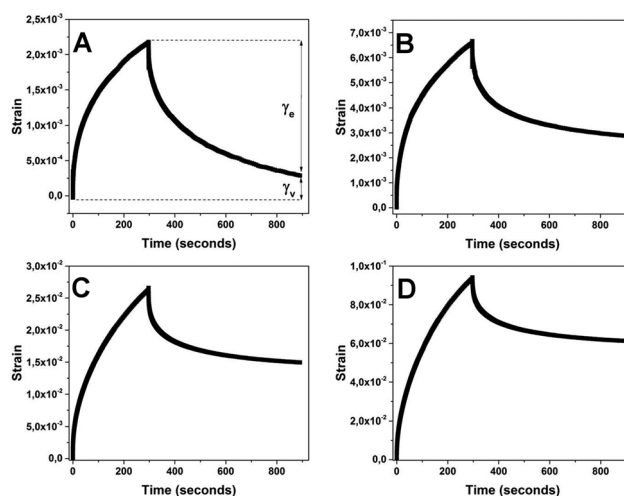 A
2,5x10⁻³
2,0x10⁻³
1,5x10⁻³
1,0x10⁻³
5,0x10⁻⁴
0,0
Strain
γe
γv
0 200 400 600 800
Time (seconds)
B
7,0x10⁻³
6,0x10⁻³
5,0x10⁻³
4,0x10⁻³
3,0x10⁻³
2,0x10⁻³
1,0x10⁻³
0,0
Strain
0 200 400 600 800
Time (seconds)
C
3,0x10⁻²
2,5x10⁻²
2,0x10⁻²
1,5x10⁻²
1,0x10⁻²
5,0x10⁻³
0,0
Strain
0 200 400 600 800
Time (seconds)
D
1,0x10⁻¹
8,0x10⁻²
6,0x10⁻²
4,0x10⁻²
2,0x10⁻²
0,0
Strain
0 200 400 600 800
Time (seconds)